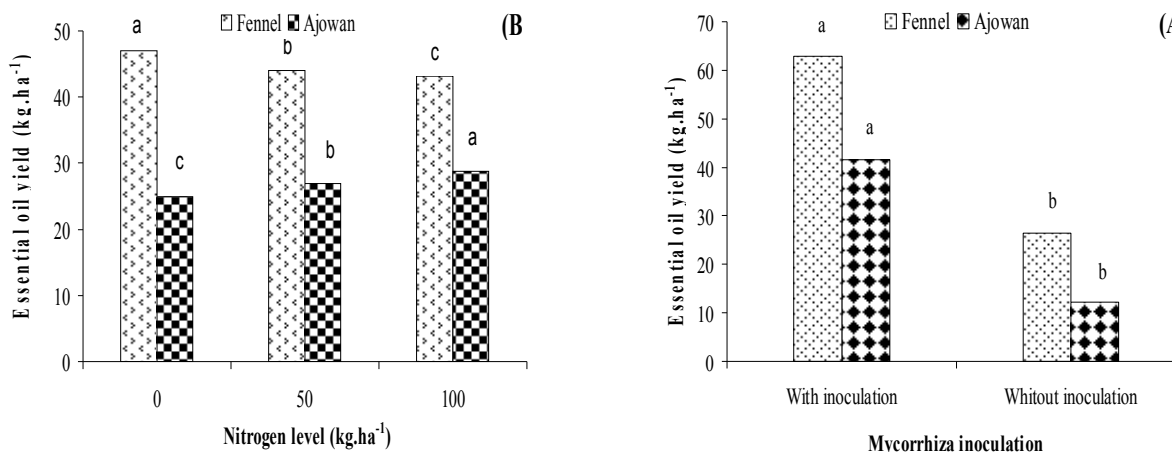 Fennel Ajowan
(B
Essential oil yield (kg.ha⁻¹)
50
40
30
20
10
0
a
c
b
b
c
a
0 50 100
Nitrogen level (kg.ha⁻¹)
Fennel Ajowan
(A
Essential oil yield (kg.ha⁻¹)
70
60
50
40
30
20
10
0
a
a
b
b
With inoculation Whitout inoculation
Mycorrhiza inoculation